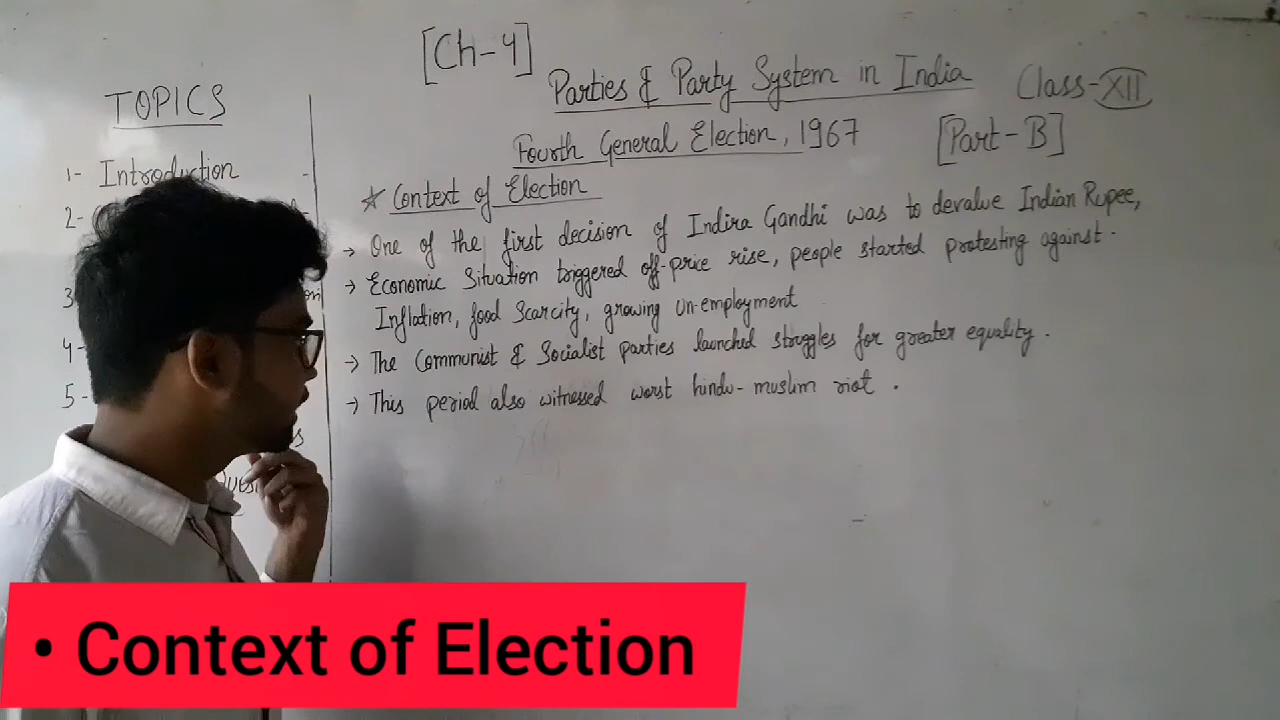 [Ch-4]
Parties & Party System in India
Class-XII
Fourth General Election, 1967
[Part-B]
TOPICS
1- Introduction
2-
3
4-
5-
* Context of Election
→ One of the first decision of Indira Gandhi was to devalue Indian Rupee,
→ Economic Situation triggered off-price rise, people started protesting against.
Inflation, food Scarcity, growing un-employment
→ The Communist & Socialist parties launched struggles for greater equality.
→ This period also witnessed worst hindu-muslim riot.
• Context of Election